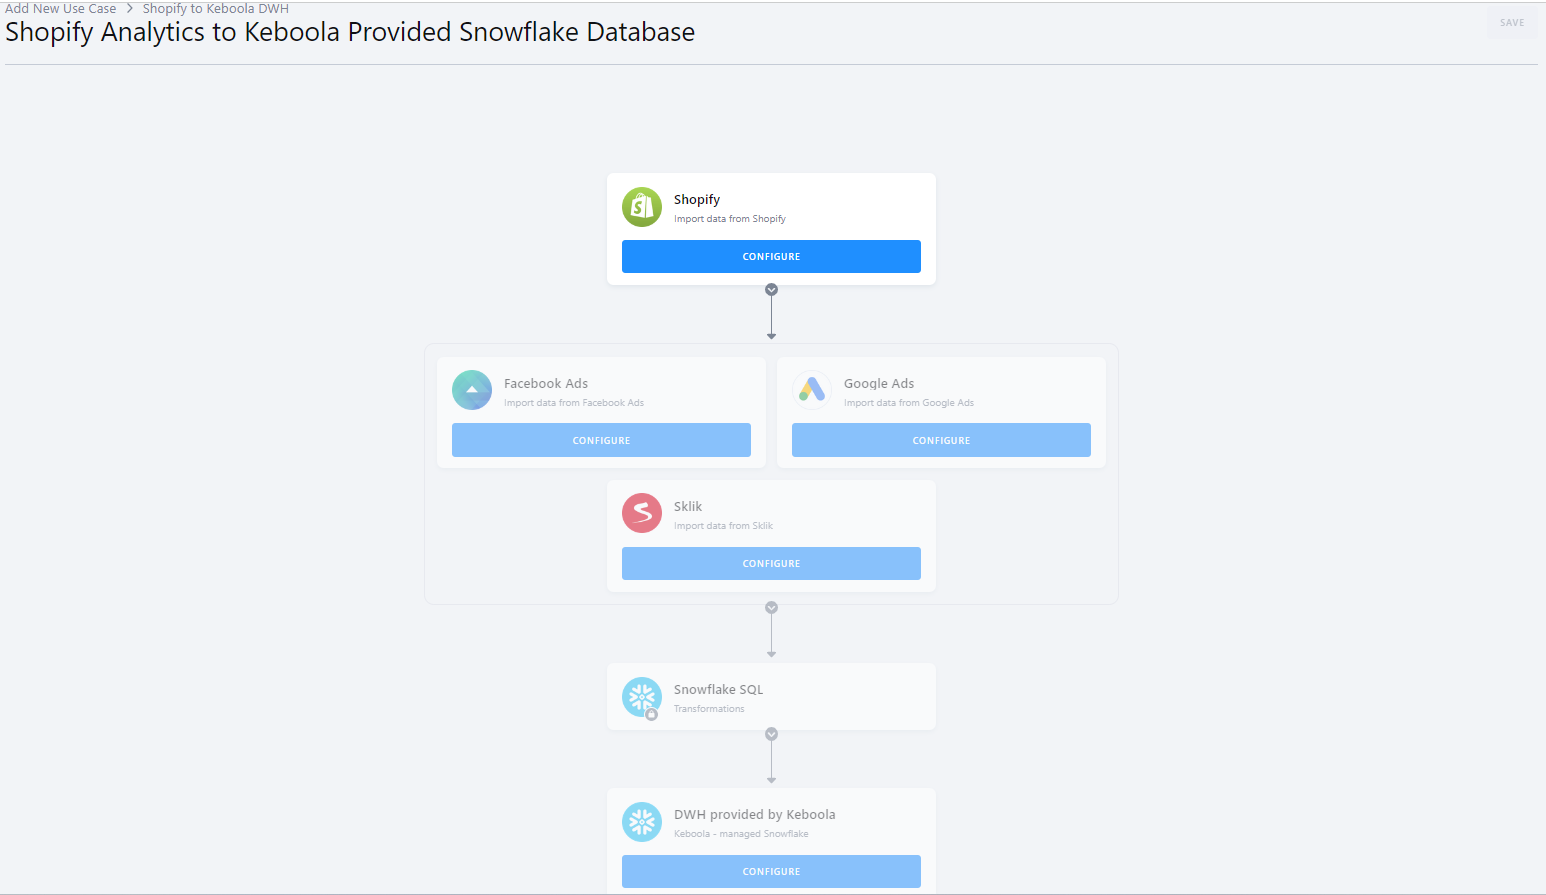 Add New Use Case > Shopify to Keboola DWH
Shopify Analytics to Keboola Provided Snowflake Database
SAVE
Shopify
Import data from Shopify
CONFIGURE
Facebook Ads
Import data from Facebook Ads
CONFIGURE
Google Ads
Import data from Google Ads
CONFIGURE
Sklik
Import data from Sklik
CONFIGURE
Snowflake SQL
Transformations
DWH provided by Keboola
Keboola - managed Snowflake
CONFIGURE